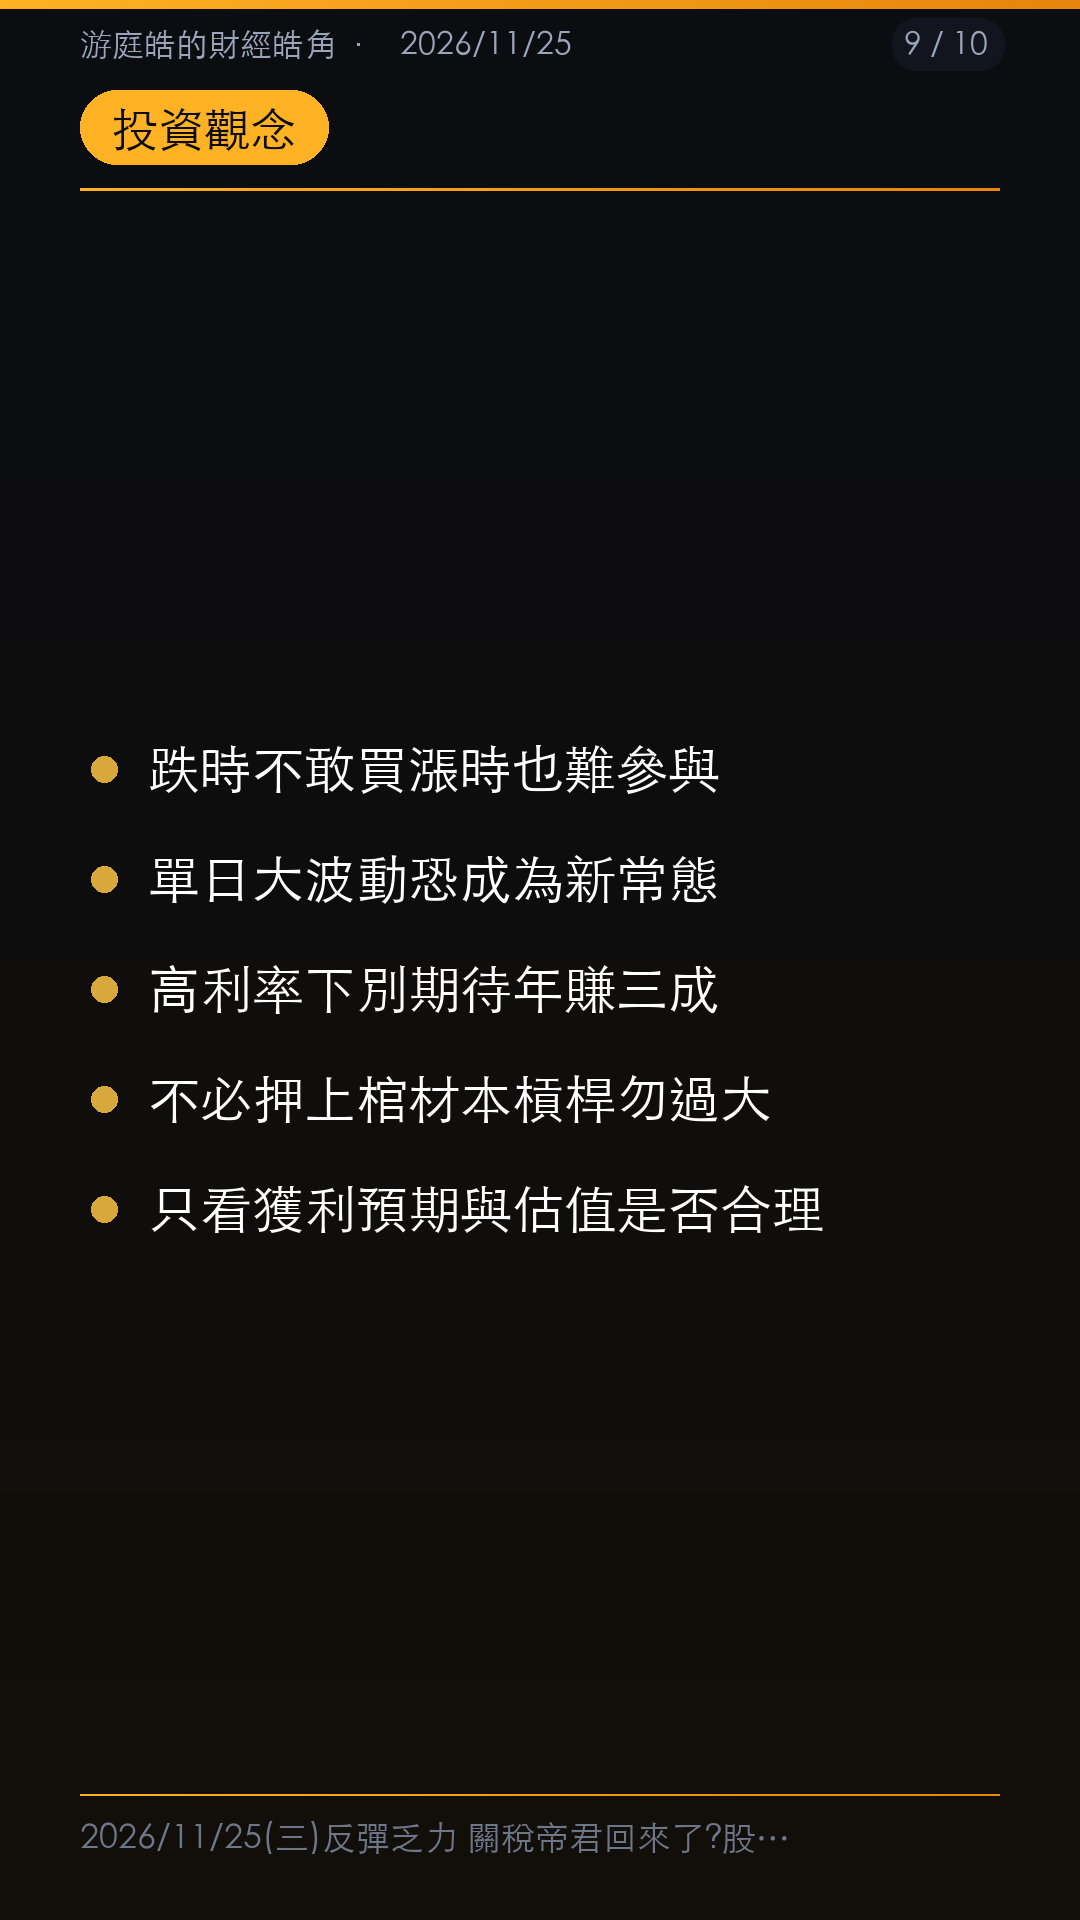 游庭皓的財經皓角 · 2026/11/25
9 / 10
投資觀念
跌時不敢買漲時也難參與
單日大波動恐成為新常態
高利率下別期待年賺三成
不必押上棺材本槓桿勿過大
只看獲利預期與估值是否合理
2026/11/25(三)反彈乏力 關稅帝君回來了?股…